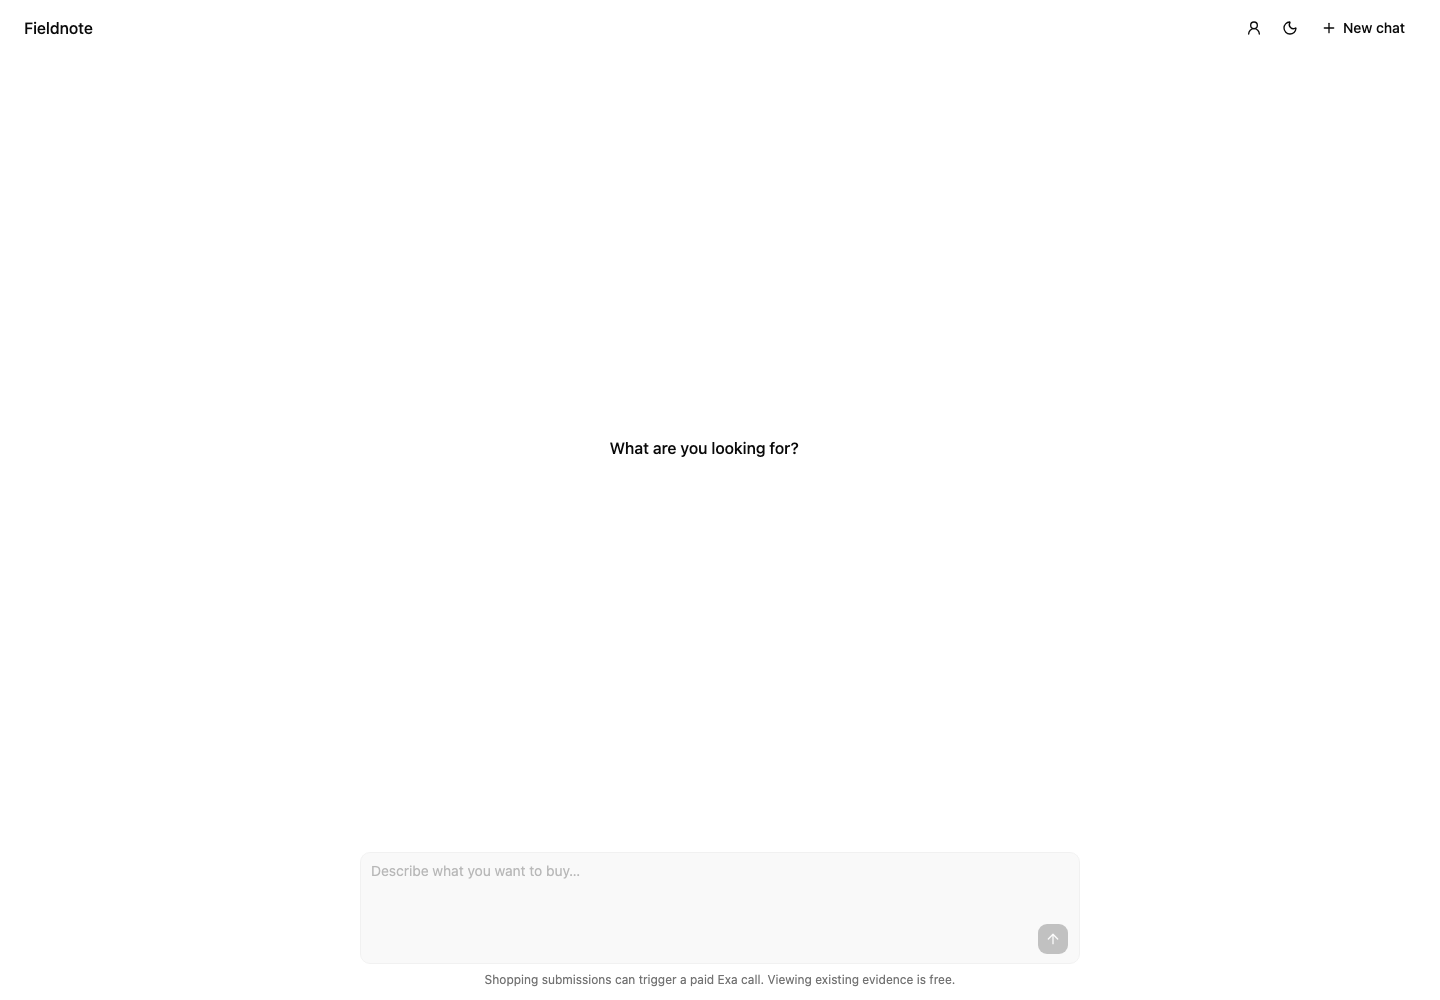 Fieldnote
New chat
What are you looking for?
Describe what you want to buy…
Shopping submissions can trigger a paid Exa call. Viewing existing evidence is free.